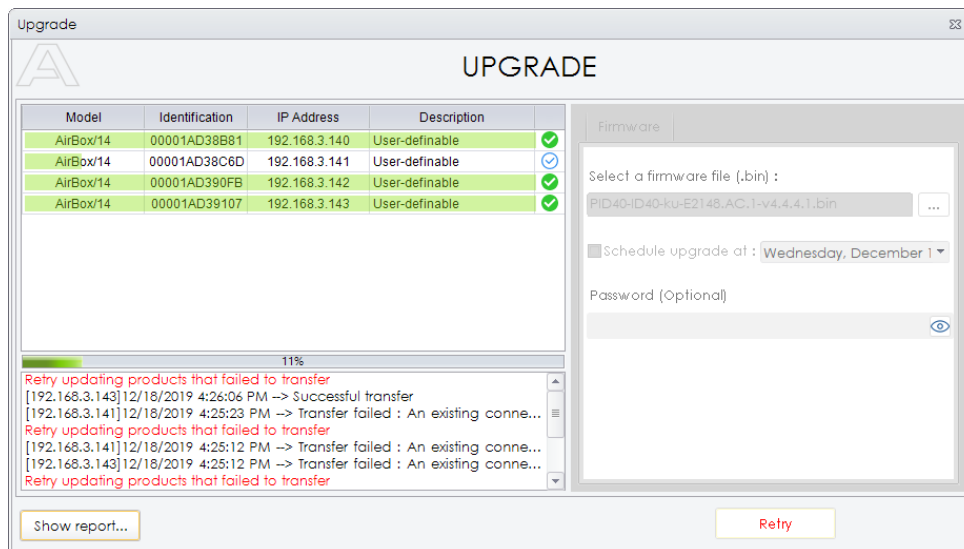 Upgrade
UPGRADE
Model Identification IP Address Description
AirBox/14 00001AD38B81 192.168.3.140 User-definable
AirBox/14 00001AD38C6D 192.168.3.141 User-definable
AirBox/14 00001AD390FB 192.168.3.142 User-definable
AirBox/14 00001AD39107 192.168.3.143 User-definable
11%
Retry updating products that failed to transfer
[192.168.3.143]12/18/2019 4:26:06 PM --> Successful transfer
[192.168.3.141]12/18/2019 4:25:23 PM --> Transfer failed : An existing conne...
Retry updating products that failed to transfer
[192.168.3.141]12/18/2019 4:25:12 PM --> Transfer failed : An existing conne...
[192.168.3.143]12/18/2019 4:25:12 PM --> Transfer failed : An existing conne...
Retry updating products that failed to transfer
Firmware
Select a firmware file (.bin) :
PID40-ID40-ku-E2148.AC.1-v4.4.4.1.bin ...
Schedule upgrade at : Wednesday, December 1
Password (Optional)
Show report...
Retry